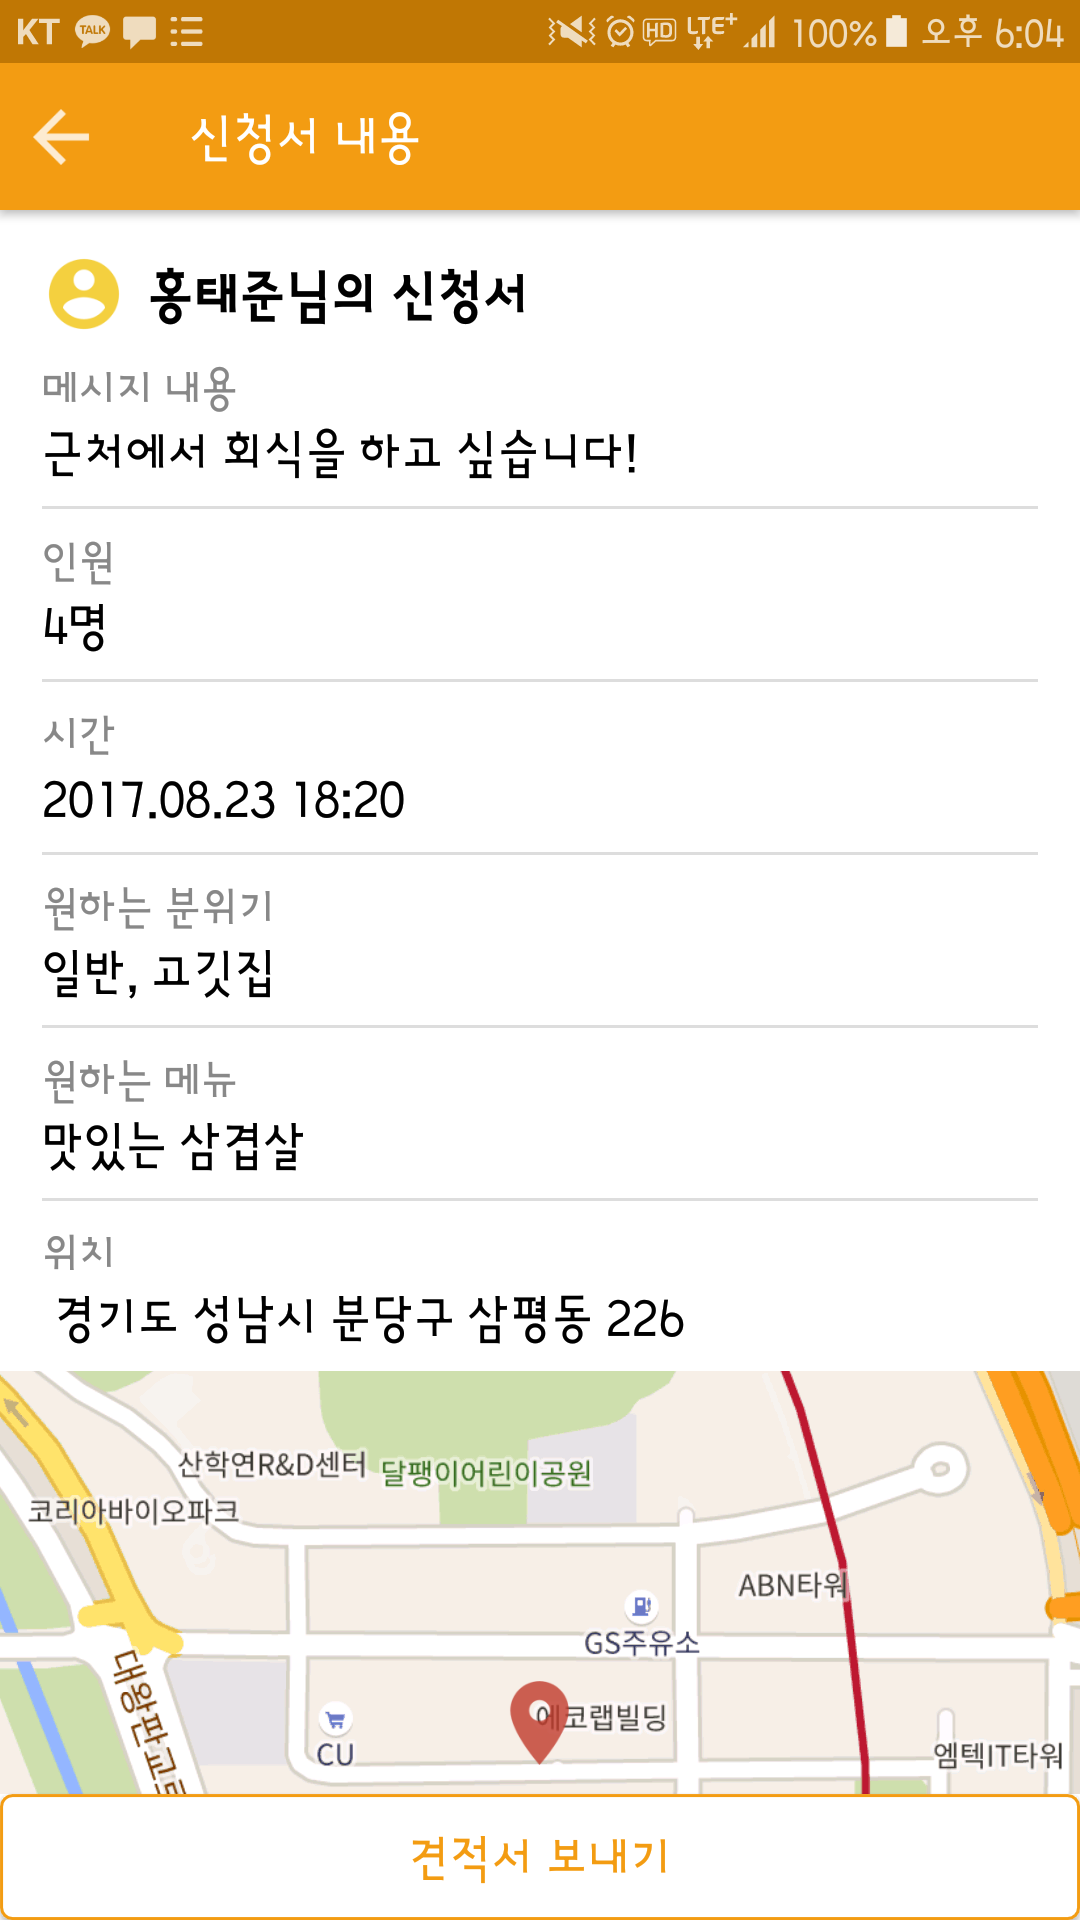 KT TALK HD LTE+ 100% 오후 6:04
신청서 내용
홍태준님의 신청서
메시지 내용
근처에서 회식을 하고 싶습니다!
인원
4명
시간
2017.08.23 18:20
원하는 분위기
일반, 고깃집
원하는 메뉴
맛있는 삼겹살
위치
경기도 성남시 분당구 삼평동 226
산학연R&D센터
달팽이어린이공원
코리아바이오파크
ABN타워
GS주유소
대왕판교로
에코랩빌딩
CU
엠텍IT타워
견적서 보내기